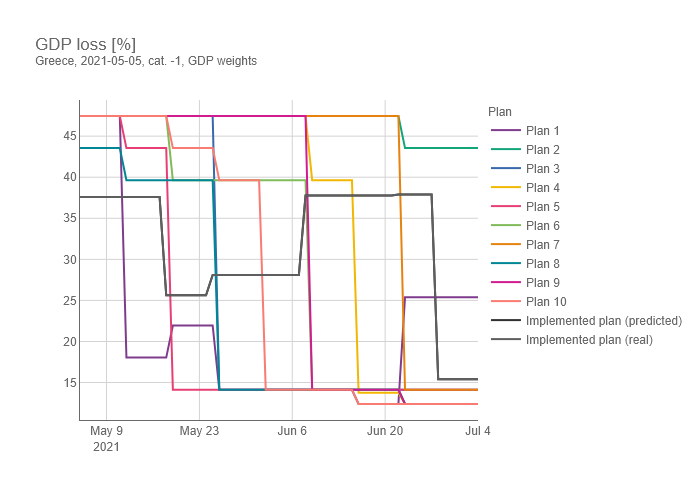 GDP loss [%]
Greece, 2021-05-05, cat. -1, GDP weights
45
40
35
30
25
20
15
May 9
2021
May 23
Jun 6
Jun 20
Jul 4
Plan
Plan 1
Plan 2
Plan 3
Plan 4
Plan 5
Plan 6
Plan 7
Plan 8
Plan 9
Plan 10
Implemented plan (predicted)
Implemented plan (real)